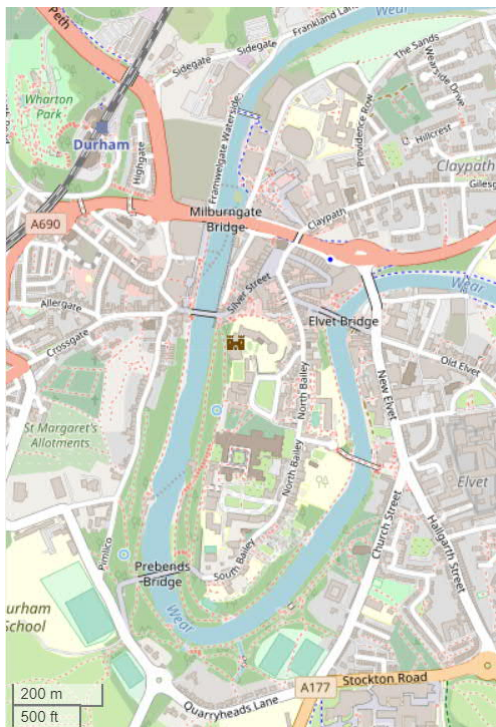 Peth
Sidegate
Sidegate
Frankland Lane
Wear
The Sands
Wearside Drive
Wharton
Park
Durham
Highgate
Framwelgate Waterside
Providence Row
Hillcrest
Claypath
Gilesg
Milburngate
Bridge
Claypath
A690
Silver Street
Wear
Allergate
Crossgate
Elvet Bridge
Old Elvet
New Elvet
North Bailey
St Margaret's
Allotments
North Bailey
Church Street
Elvet
Hallgarth Street
Pimlico
Prebends
Bridge
South Bailey
Wear
urham
School
Stockton Road
A177
Quarryheads Lane
200 m
500 ft